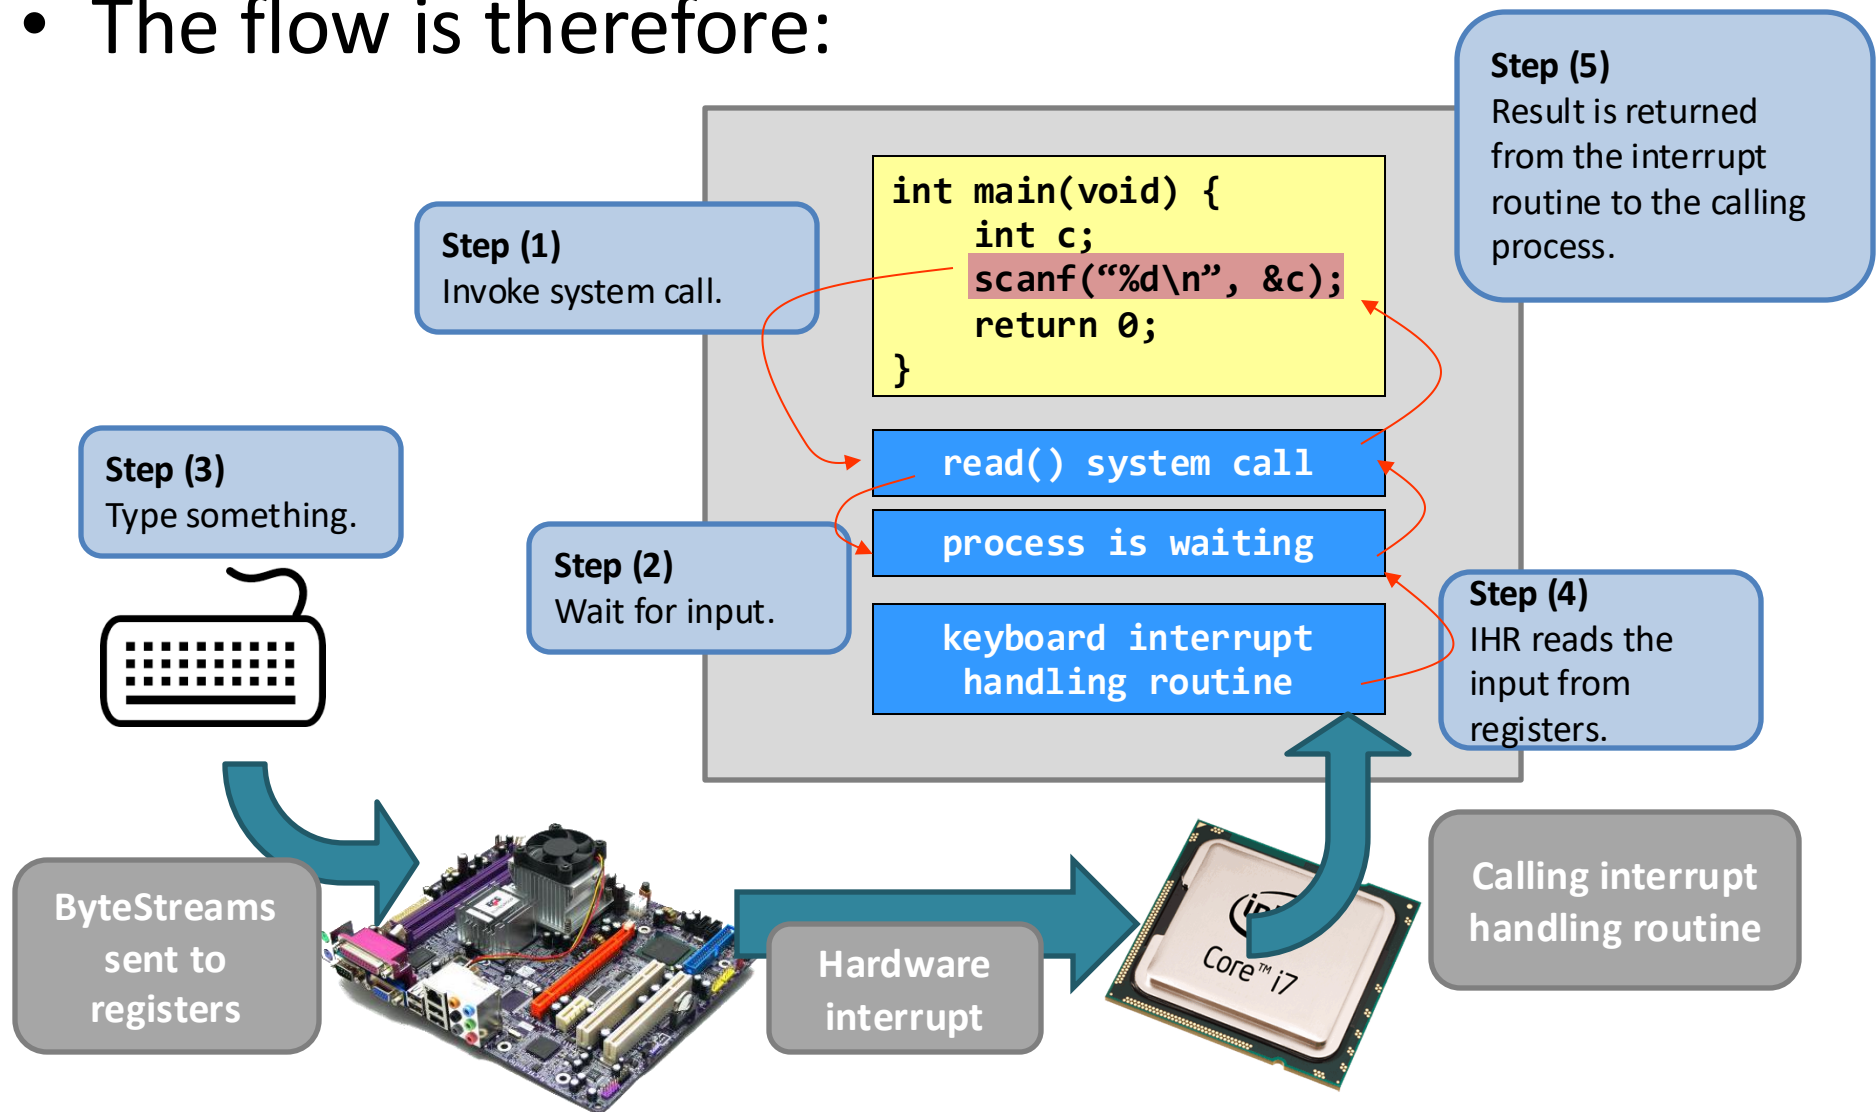 • The flow is therefore:
Step (5)
Result is returned
from the interrupt
routine to the calling
process.
int main(void) {
int c;
scanf(“%d\n”, &c);
return 0;
}
Step (1)
Invoke system call.
Step (3)
Type something.
read() system call
process is waiting
Step (2)
Wait for input.
keyboard interrupt
handling routine
Step (4)
IHR reads the
input from
registers.
ByteStreams
sent to
registers
Hardware
interrupt
Core™ i7
Calling interrupt
handling routine